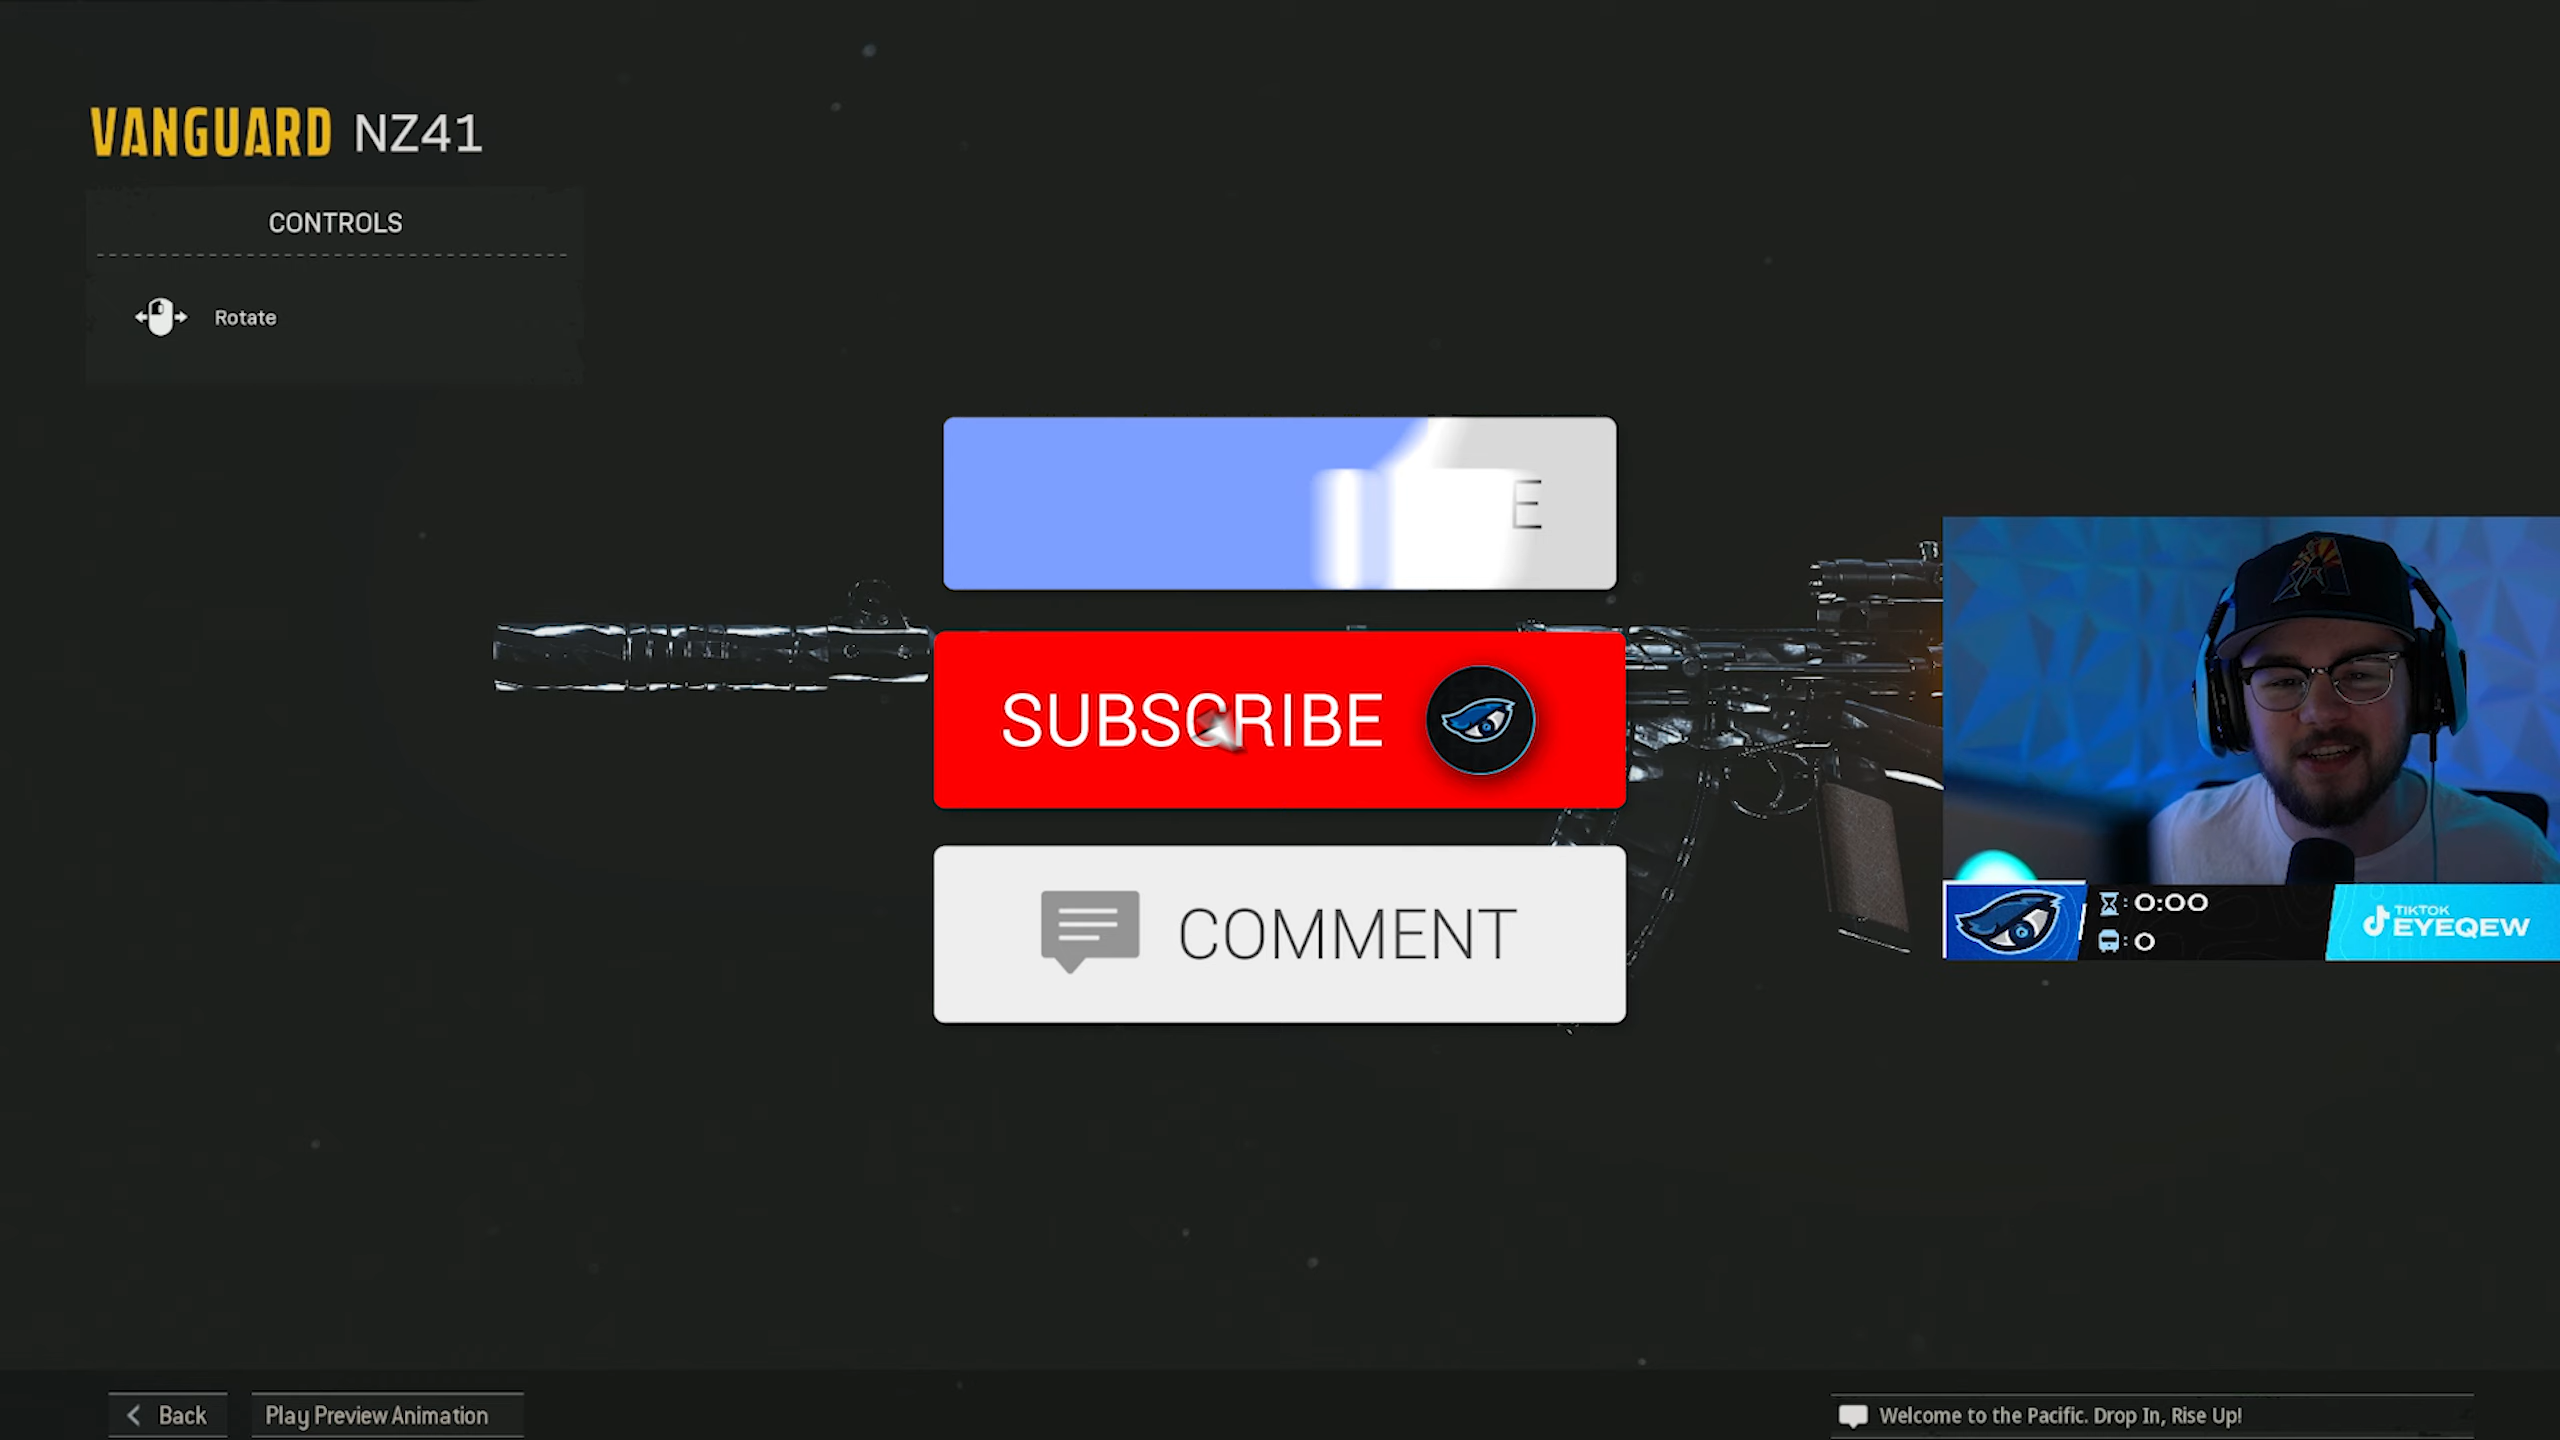 VANGUARD NZ41
CONTROLS
Rotate
E
SUBSCRIBE
COMMENT
: 0:00
: 0
TIKTOK
EYEQEW
Back
Play Preview Animation
Welcome to the Pacific. Drop In, Rise Up!